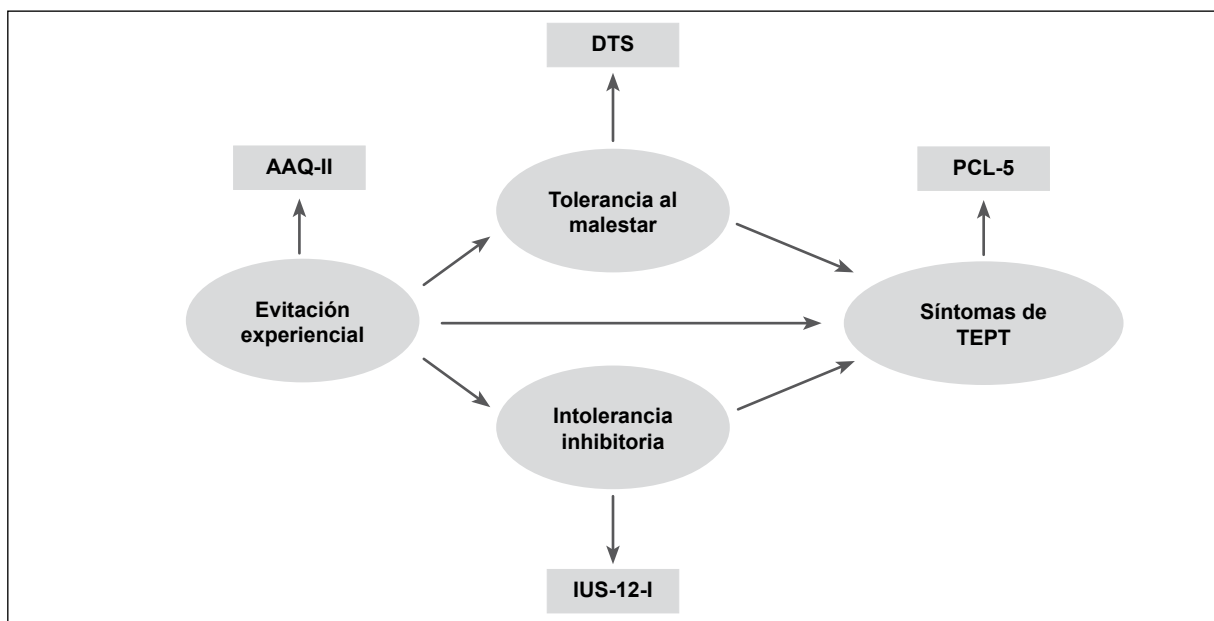 DTS
AAQ-II
PCL-5
Tolerancia al
malestar
Evitación
experiencial
Síntomas de
TEPT
Intolerancia
inhibitoria
IUS-12-I